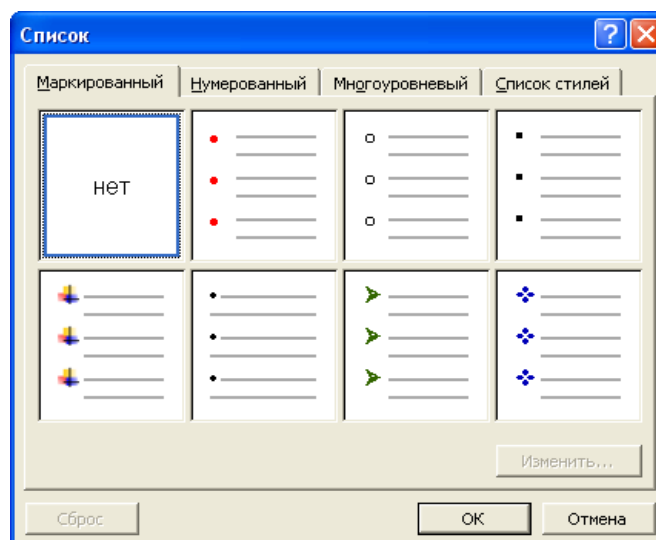 Список
Маркированный Нумерованный Многоуровневый Список стилей
нет
Изменить...
Сброс ОК Отмена